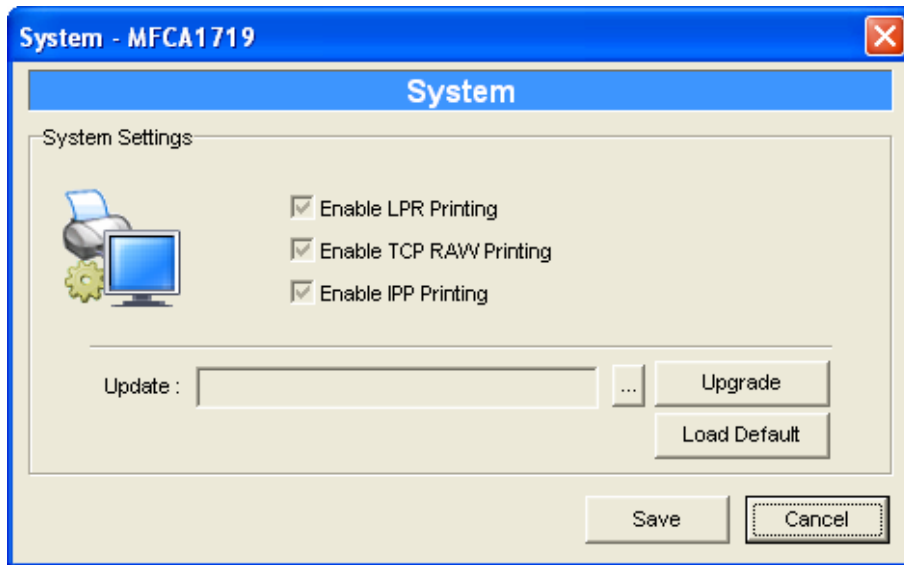 System - MFCA1719
System
System Settings
Enable LPR Printing
Enable TCP RAW Printing
Enable IPP Printing
Update :
...
Upgrade
Load Default
Save
Cancel